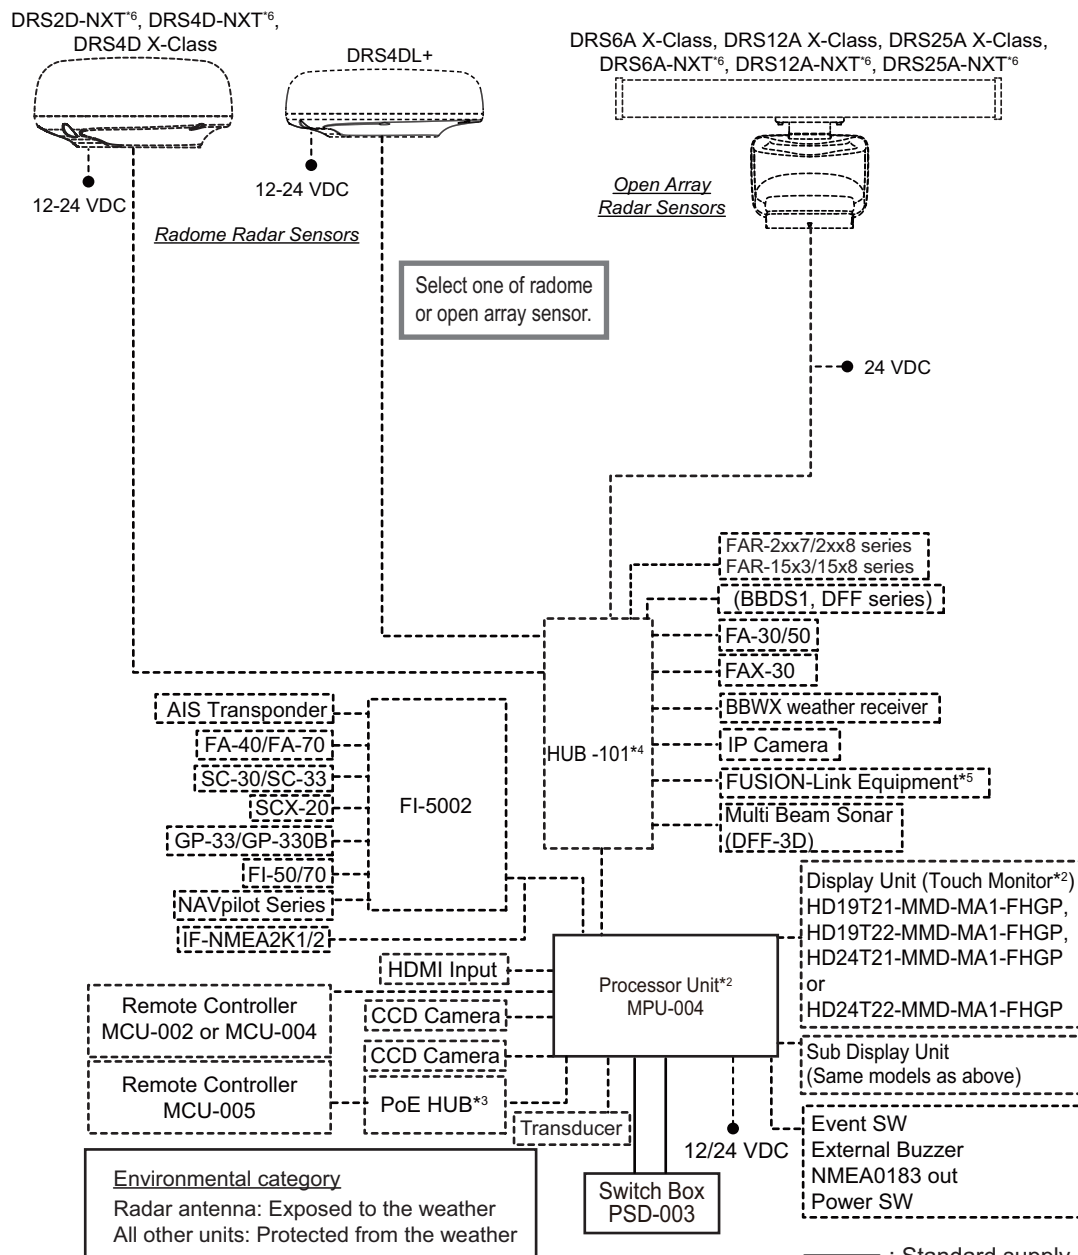 DRS2D-NXT*6, DRS4D-NXT*6,
DRS4D X-Class
DRS4DL+
DRS6A X-Class, DRS12A X-Class, DRS25A X-Class,
DRS6A-NXT*6, DRS12A-NXT*6, DRS25A-NXT*6
12-24 VDC
12-24 VDC
Radome Radar Sensors
Open Array
Radar Sensors
Select one of radome
or open array sensor.
24 VDC
FAR-2xx7/2xx8 series
FAR-15x3/15x8 series
(BBDS1, DFF series)
FA-30/50
FAX-30
BBWX weather receiver
IP Camera
FUSION-Link Equipment*5
Multi Beam Sonar
(DFF-3D)
HUB -101*4
AIS Transponder
FA-40/FA-70
SC-30/SC-33
SCX-20
GP-33/GP-330B
FI-50/70
NAVpilot Series
IF-NMEA2K1/2
FI-5002
Display Unit (Touch Monitor*2)
HD19T21-MMD-MA1-FHGP,
HD19T22-MMD-MA1-FHGP,
HD24T21-MMD-MA1-FHGP
or
HD24T22-MMD-MA1-FHGP
HDMI Input
Processor Unit*2
MPU-004
Remote Controller
MCU-002 or MCU-004
CCD Camera
CCD Camera
Sub Display Unit
(Same models as above)
Remote Controller
MCU-005
PoE HUB*3
Transducer
12/24 VDC
Event SW
External Buzzer
NMEA0183 out
Power SW
Switch Box
PSD-003
Environmental category
Radar antenna: Exposed to the weather
All other units: Protected from the weather
: Standard supply